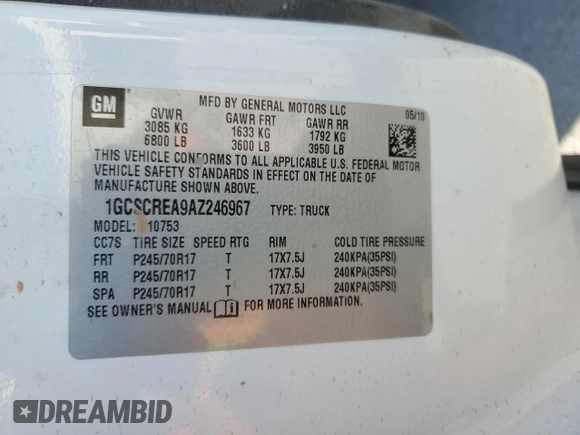 GM
MFD BY GENERAL MOTORS LLC
05/10
GVWR GAWR FRT GAWR RR
3085 KG 1633 KG 1792 KG
6800 LB 3600 LB 3950 LB
THIS VEHICLE CONFORMS TO ALL APPLICABLE U.S. FEDERAL MOTOR
VEHICLE SAFETY STANDARDS IN EFFECT ON THE DATE OF
MANUFACTURE SHOWN ABOVE.
1GCSCREA9AZ246967 TYPE: TRUCK
MODEL: 10753
CC7S TIRE SIZE SPEED RTG RIM COLD TIRE PRESSURE
FRT P245/70R17 T 17X7.5J 240KPA(35PSI)
RR P245/70R17 T 17X7.5J 240KPA(35PSI)
SPA P245/70R17 T 17X7.5J 240KPA(35PSI)
SEE OWNER'S MANUAL FOR MORE INFORMATION.
DREAMBID